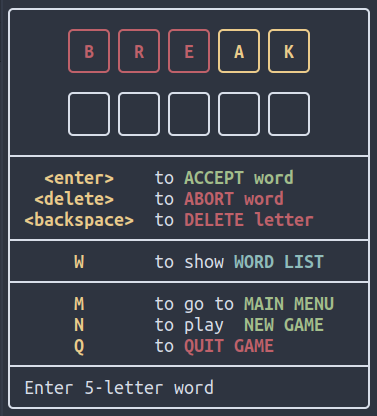 B R E A K
<enter> to ACCEPT word
<delete> to ABORT word
<backspace> to DELETE letter
W to show WORD LIST
M to go to MAIN MENU
N to play NEW GAME
Q to QUIT GAME
Enter 5-letter word